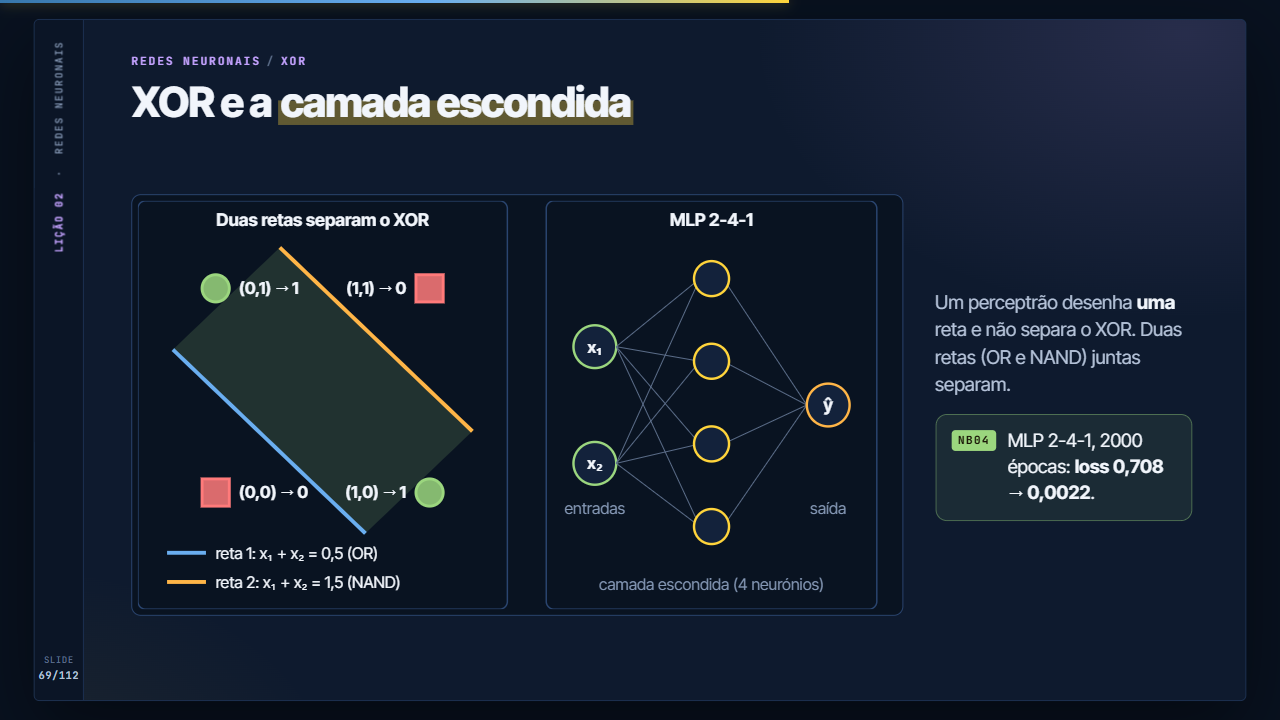 LIÇÃO 02 · REDES NEURONAIS
REDES NEURONAIS / XOR
XOR e a camada escondida
Duas retas separam o XOR
(0,1) → 1
(1,1) → 0
(0,0) → 0
(1,0) → 1
reta 1: x₁ + x₂ = 0,5 (OR)
reta 2: x₁ + x₂ = 1,5 (NAND)
MLP 2-4-1
x₁
x₂
ŷ
entradas
saída
camada escondida (4 neurónios)
Um perceptrão desenha uma
reta e não separa o XOR. Duas
retas (OR e NAND) juntas
separam.
NB04
MLP 2-4-1, 2000
épocas: loss 0,708
→ 0,0022.
SLIDE
69/112